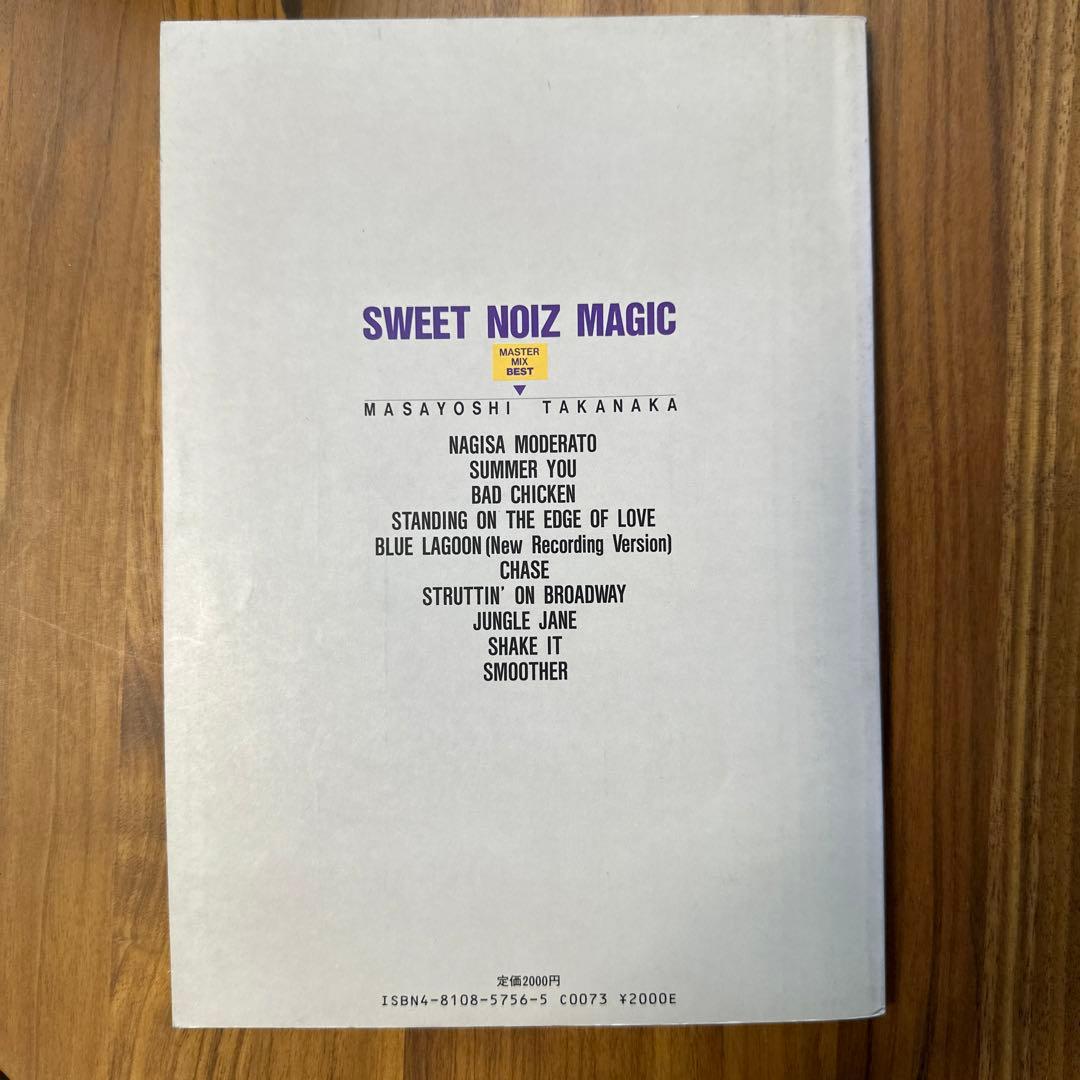 SWEET NOIZ MAGIC
MASTER
MIX
BEST
MASAYOSHI TAKANAKA
NAGISA MODERATO
SUMMER YOU
BAD CHICKEN
STANDING ON THE EDGE OF LOVE
BLUE LAGOON(New Recording Version)
CHASE
STRUTTIN' ON BROADWAY
JUNGLE JANE
SHAKE IT
SMOOTHER
定価2000円
ISBN4-8108-5756-5 C0073 ¥2000E